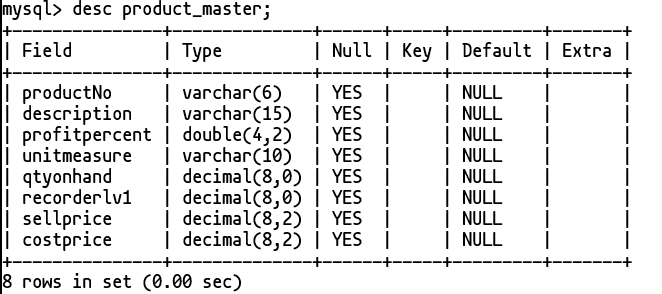 mysql> desc product_master;
+---------------+--------------+------+-----+---------+-------+
| Field         | Type         | Null | Key | Default | Extra |
+---------------+--------------+------+-----+---------+-------+
| productNo     | varchar(6)   | YES  |     | NULL    |       |
| description   | varchar(15)  | YES  |     | NULL    |       |
| profitpercent | double(4,2)  | YES  |     | NULL    |       |
| unitmeasure   | varchar(10)  | YES  |     | NULL    |       |
| qtyonhand     | decimal(8,0) | YES  |     | NULL    |       |
| recorderlv1   | decimal(8,0) | YES  |     | NULL    |       |
| sellprice     | decimal(8,2) | YES  |     | NULL    |       |
| costprice     | decimal(8,2) | YES  |     | NULL    |       |
+---------------+--------------+------+-----+---------+-------+
8 rows in set (0.00 sec)